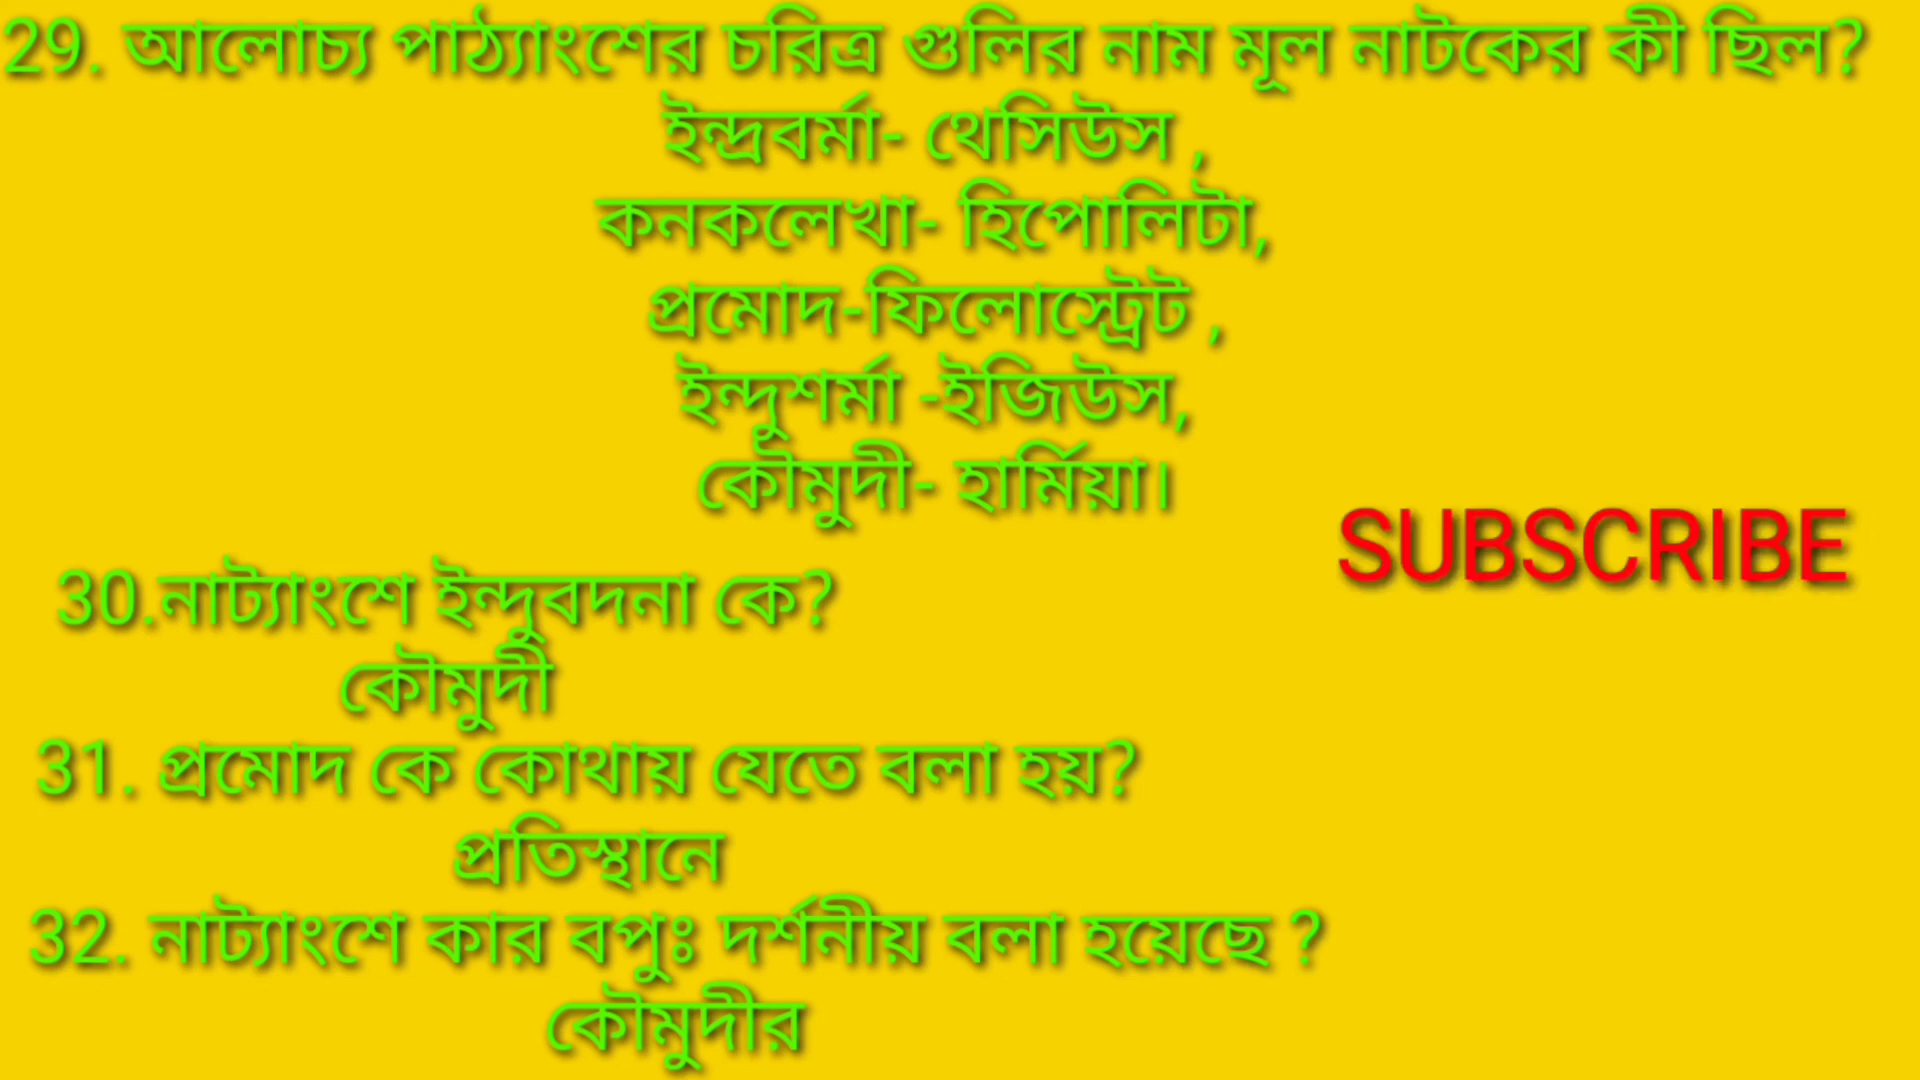 29. আলোচ্য পাঠ্যাংশের চরিত্র গুলির নাম মূল নাটকের কী ছিল?
ইন্দ্রবর্মা- থেসিউস ,
কনকলেখা- হিপোলিটা,
প্রমোদ-ফিলোস্ট্রেট ,
ইন্দুশর্মা -ইজিউস,
কৌমুদী- হার্মিয়া।
SUBSCRIBE
30.নাট্যাংশে ইন্দুবদনা কে?
কৌমুদী
31. প্রমোদ কে কোথায় যেতে বলা হয়?
প্রতিস্থানে
32. নাট্যাংশে কার বপুঃ দর্শনীয় বলা হয়েছে ?
কৌমুদীর